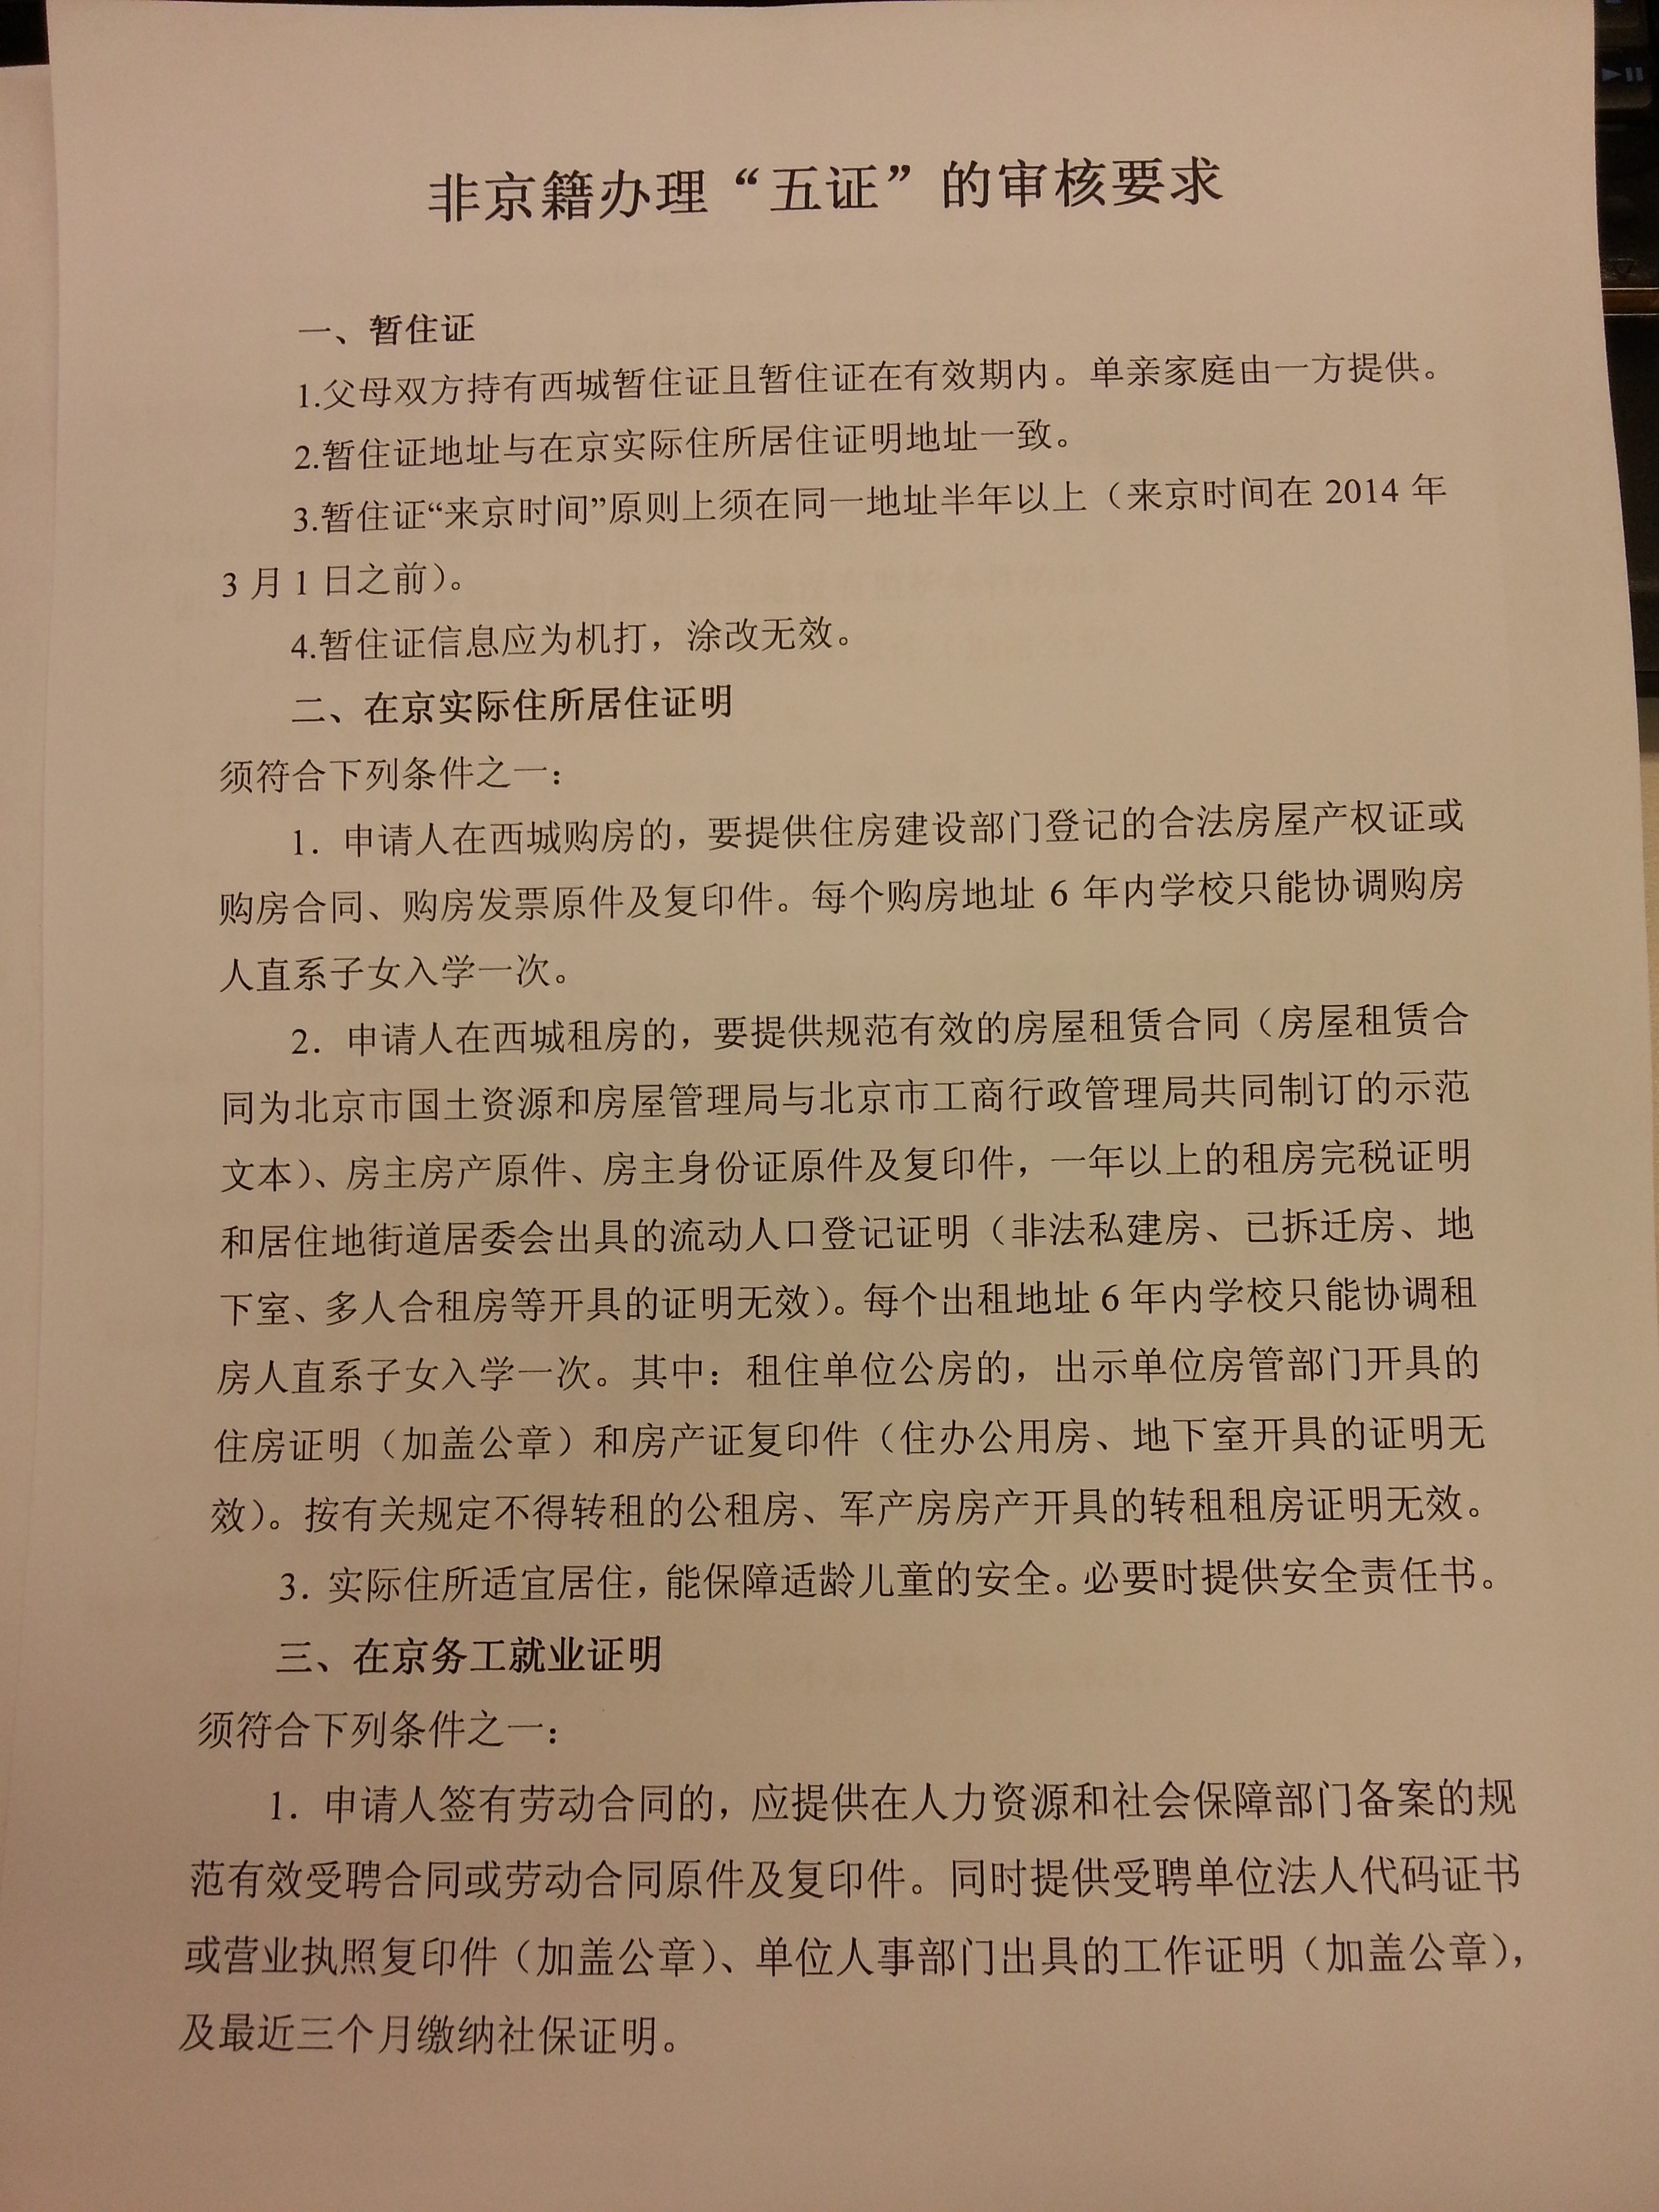 非京籍办理“五证”的审核要求
一、暂住证
1.父母双方持有西城暂住证且暂住证在有效期内。单亲家庭由一方提供。
2.暂住证地址与在京实际住所居住证明地址一致。
3.暂住证“来京时间”原则上须在同一地址半年以上（来京时间在 2014 年
3 月 1 日之前）。
4.暂住证信息应为机打，涂改无效。
二、在京实际住所居住证明
须符合下列条件之一：
1．申请人在西城购房的，要提供住房建设部门登记的合法房屋产权证或
购房合同、购房发票原件及复印件。每个购房地址 6 年内学校只能协调购房
人直系子女入学一次。
2．申请人在西城租房的，要提供规范有效的房屋租赁合同（房屋租赁合
同为北京市国土资源和房屋管理局与北京市工商行政管理局共同制订的示范
文本）、房主房产原件、房主身份证原件及复印件，一年以上的租房完税证明
和居住地街道居委会出具的流动人口登记证明（非法私建房、已拆迁房、地
下室、多人合租房等开具的证明无效）。每个出租地址 6 年内学校只能协调租
房人直系子女入学一次。其中：租住单位公房的，出示单位房管部门开具的
住房证明（加盖公章）和房产证复印件（住办公用房、地下室开具的证明无
效）。按有关规定不得转租的公租房、军产房房产开具的转租租房证明无效。
3．实际住所适宜居住，能保障适龄儿童的安全。必要时提供安全责任书。
三、在京务工就业证明
须符合下列条件之一：
1．申请人签有劳动合同的，应提供在人力资源和社会保障部门备案的规
范有效受聘合同或劳动合同原件及复印件。同时提供受聘单位法人代码证书
或营业执照复印件（加盖公章）、单位人事部门出具的工作证明（加盖公章），
及最近三个月缴纳社保证明。